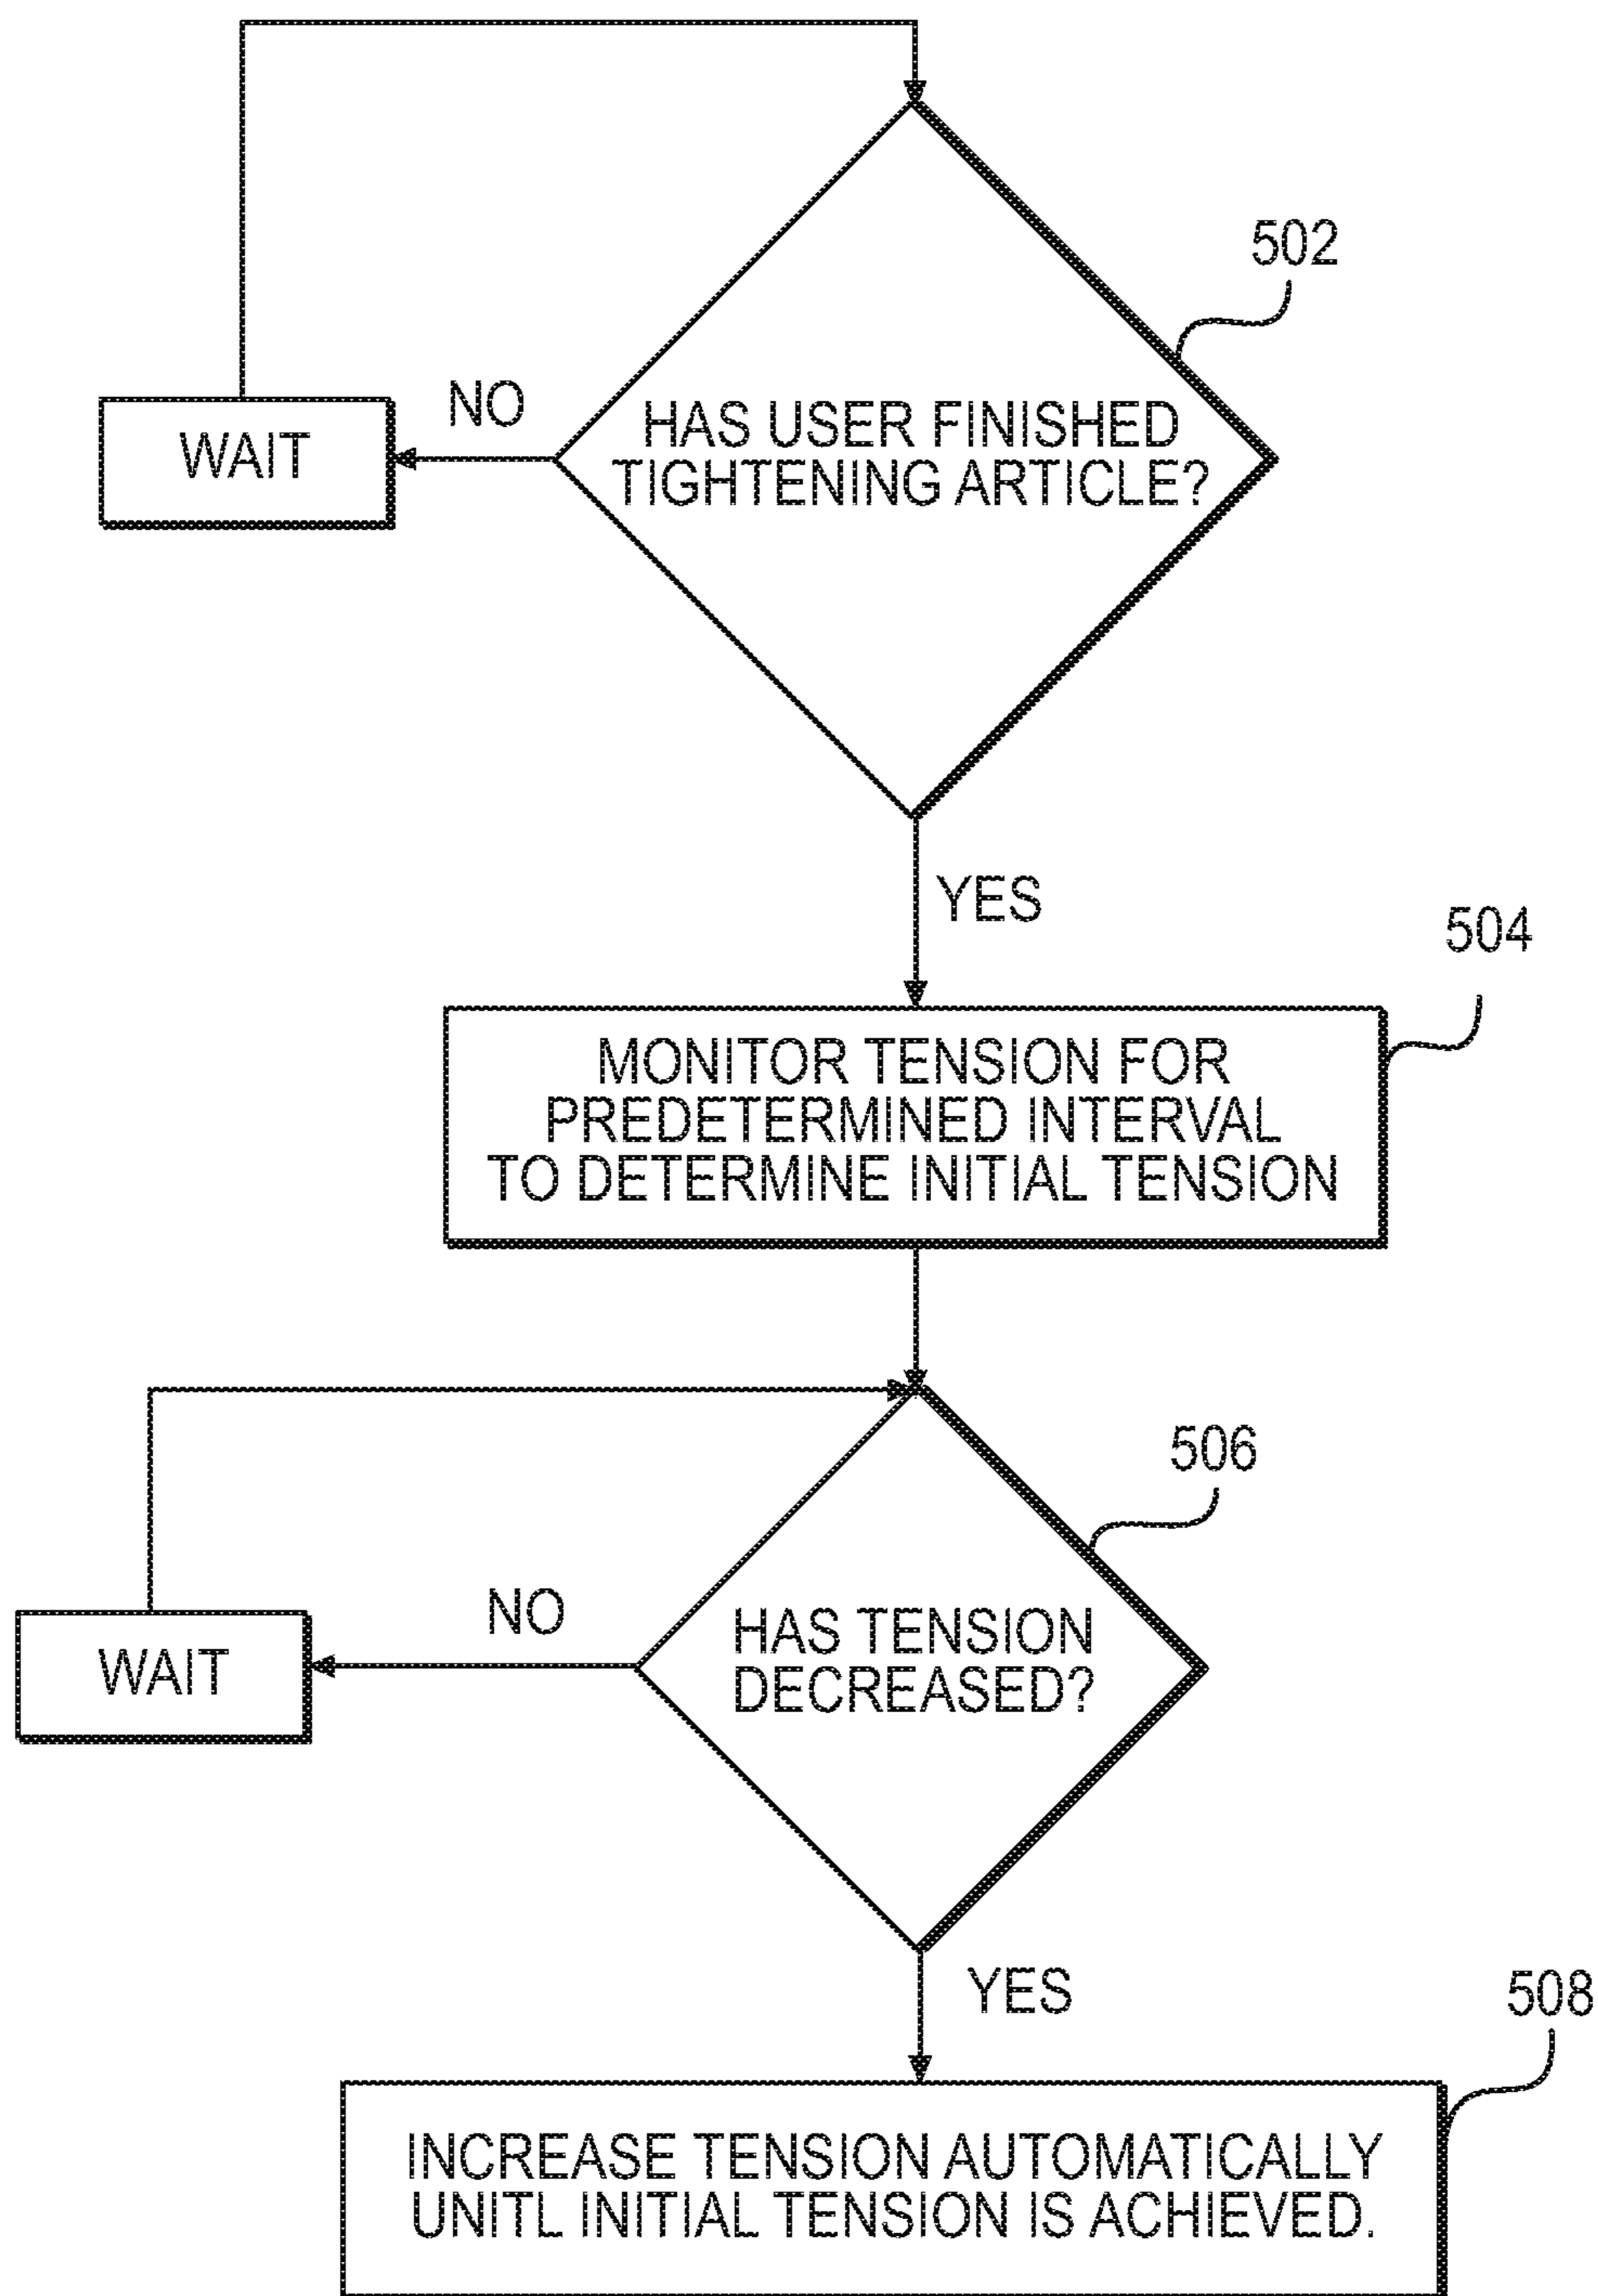 502
HAS USER FINISHED
TIGHTENING ARTICLE?
NO
WAIT
YES
504
MONITOR TENSION FOR
PREDETERMINED INTERVAL
TO DETERMINE INITIAL TENSION
506
HAS TENSION
DECREASED?
NO
WAIT
YES
508
INCREASE TENSION AUTOMATICALLY
UNITL INITIAL TENSION IS ACHIEVED.